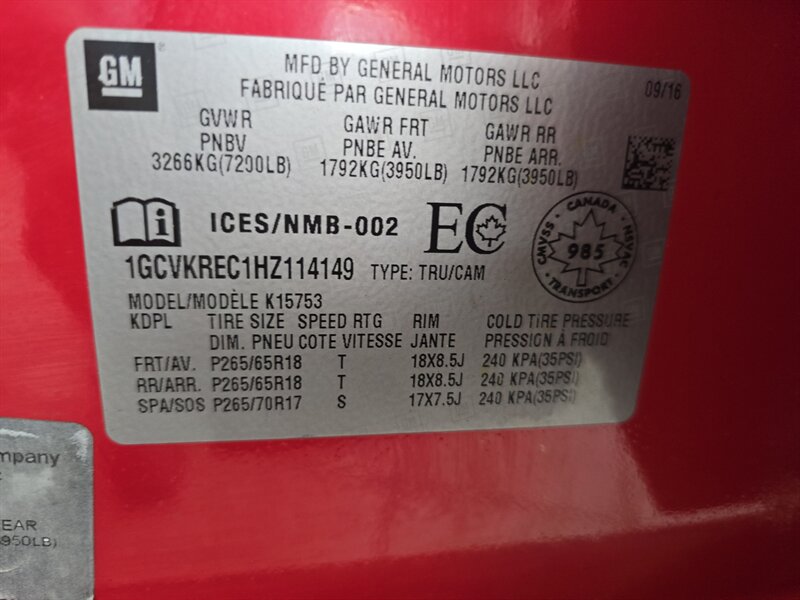 GM
MFD BY GENERAL MOTORS LLC
FABRIQUÉ PAR GENERAL MOTORS LLC
09/16
GVWR GAWR FRT GAWR RR
PNBV PNBE AV. PNBE ARR.
3266KG(7200LB) 1792KG(3950LB) 1792KG(3950LB)
i ICES/NMB-002 EC
CANADA
CMVSS 985 NSVAC
TRANSPORT
1GCVKREC1HZ114149 TYPE: TRU/CAM
MODEL/MODÈLE K15753
KDPL TIRE SIZE SPEED RTG RIM COLD TIRE PRESSURE
DIM. PNEU COTE VITESSE JANTE PRESSION À FROID
FRT/AV. P265/65R18 T 18X8.5J 240 KPA(35PSI)
RR/ARR. P265/65R18 T 18X8.5J 240 KPA(35PSI)
SPA/SOS P265/70R17 S 17X7.5J 240 KPA(35PSI)
mpany
EAR
3950LB)